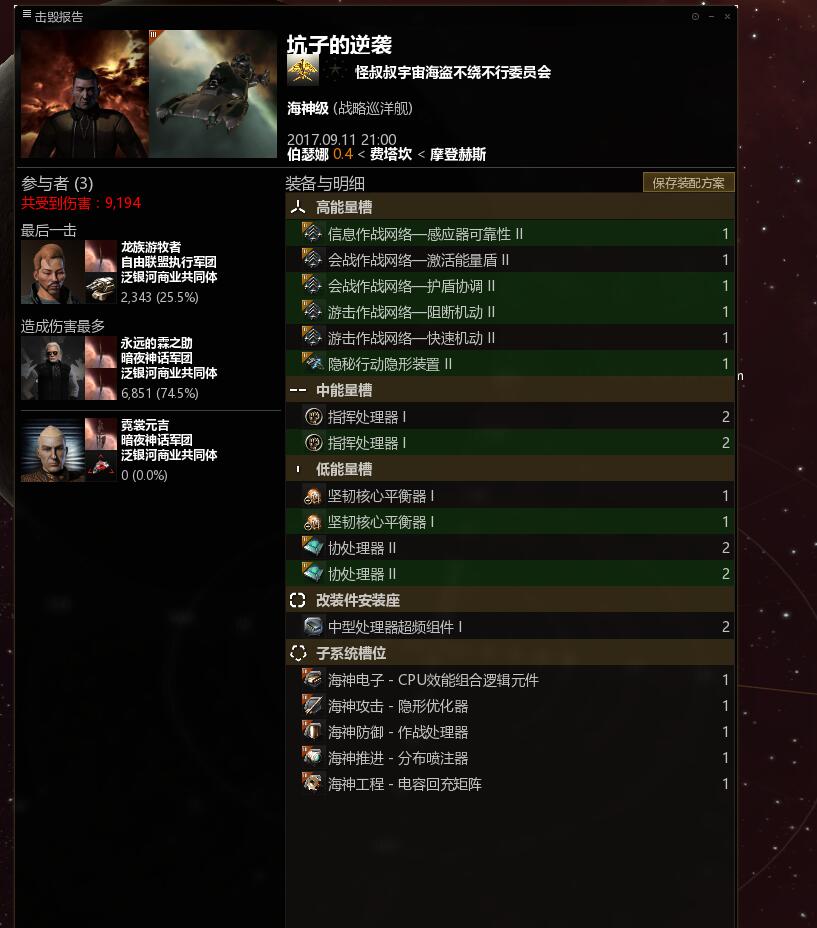 击毁报告
坑子的逆袭
怪叔叔宇宙海盗不绕不行委员会
海神级 (战略巡洋舰)
2017.09.11 21:00
伯瑟娜 0.4 < 费塔坎 < 摩登赫斯
参与者 (3)
共受到伤害：9,194
最后一击
龙族游牧者
自由联盟执行军团
泛银河商业共同体
2,343 (25.5%)
造成伤害最多
永远的霖之助
暗夜神话军团
泛银河商业共同体
6,851 (74.5%)
霓裳元吉
暗夜神话军团
泛银河商业共同体
0 (0.0%)
装备与明细
保存装配方案
高能量槽
信息作战网络—感应器可靠性 II 1
会战作战网络—激活能量盾 II 1
会战作战网络—护盾协调 II 1
游击作战网络—阻断机动 II 1
游击作战网络—快速机动 II 1
隐秘行动隐形装置 II 1
中能量槽
指挥处理器 I 2
指挥处理器 I 2
低能量槽
坚韧核心平衡器 I 1
坚韧核心平衡器 I 1
协处理器 II 2
协处理器 II 2
改装件安装座
中型处理器超频组件 I 2
子系统槽位
海神电子 - CPU效能组合逻辑元件 1
海神攻击 - 隐形优化器 1
海神防御 - 作战处理器 1
海神推进 - 分布喷注器 1
海神工程 - 电容回充矩阵 1